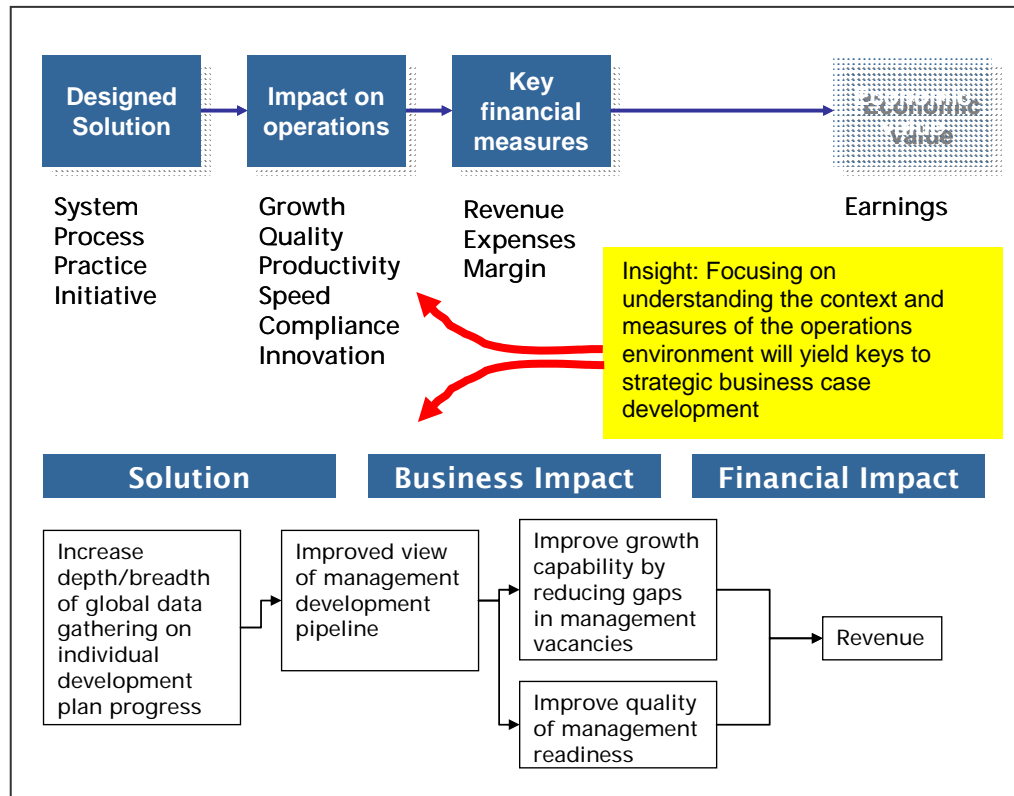 Designed
Solution
Impact on
operations
Key
financial
measures
Economic
value
System
Process
Practice
Initiative
Growth
Quality
Productivity
Speed
Compliance
Innovation
Revenue
Expenses
Margin
Earnings
Insight: Focusing on
understanding the context and
measures of the operations
environment will yield keys to
strategic business case
development
Solution
Business Impact
Financial Impact
Increase
depth/breadth
of global data
gathering on
individual
development
plan progress
Improved view
of management
development
pipeline
Improve growth
capability by
reducing gaps
in management
vacancies
Improve quality
of management
readiness
Revenue